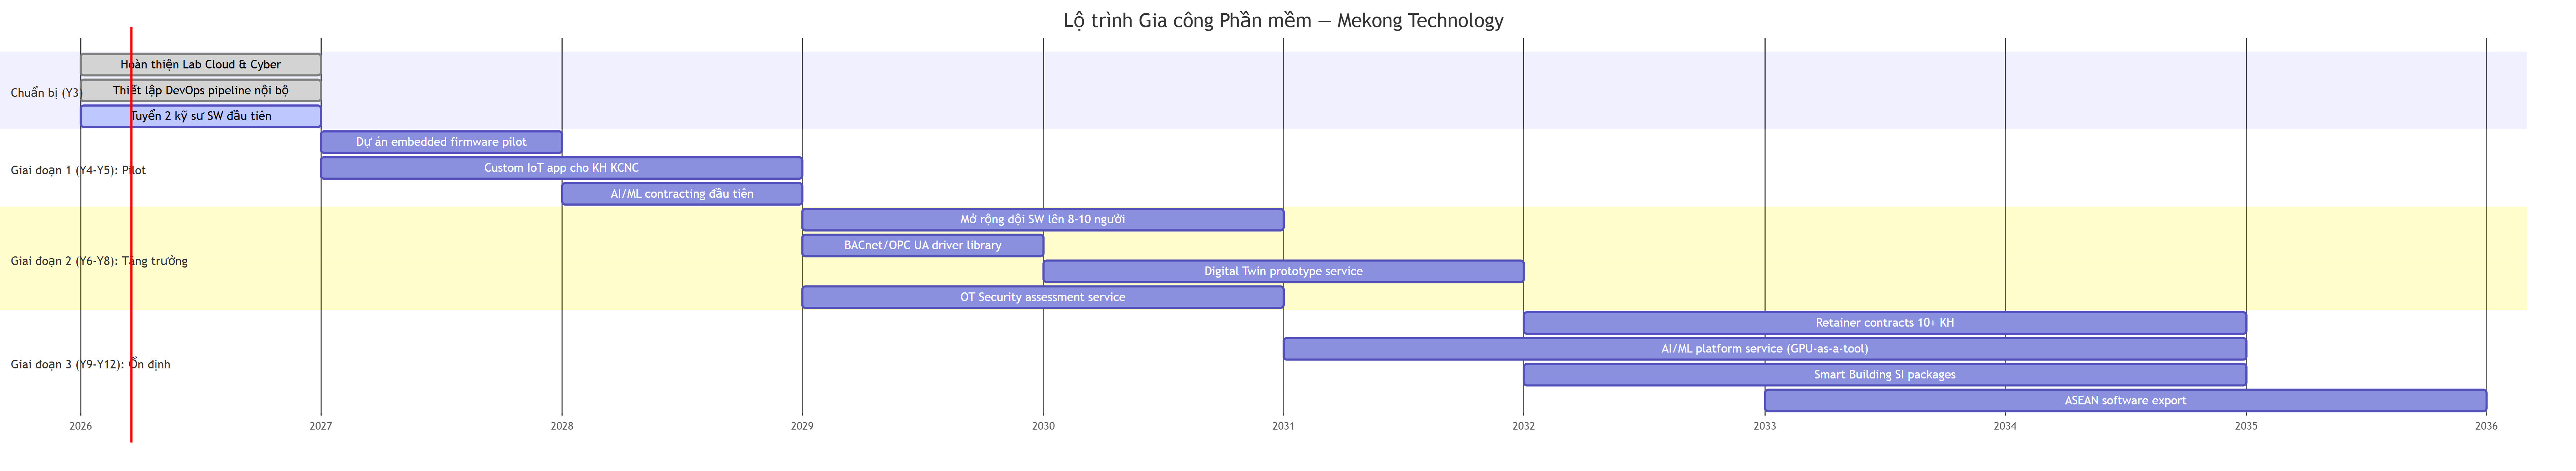 Lộ trình Gia công Phần mềm — Mekong Technology
Chuẩn bị (Y3)
Hoàn thiện Lab Cloud & Cyber
Thiết lập DevOps pipeline nội bộ
Tuyển 2 kỹ sư SW đầu tiên
Giai đoạn 1 (Y4-Y5): Pilot
Dự án embedded firmware pilot
Custom IoT app cho KH KCNC
AI/ML contracting đầu tiên
Giai đoạn 2 (Y6-Y8): Tăng trưởng
Mở rộng đội SW lên 8-10 người
BACnet/OPC UA driver library
Digital Twin prototype service
OT Security assessment service
Giai đoạn 3 (Y9-Y12): Ổn định
Retainer contracts 10+ KH
AI/ML platform service (GPU-as-a-tool)
Smart Building SI packages
ASEAN software export
2026 2027 2028 2029 2030 2031 2032 2033 2034 2035 2036